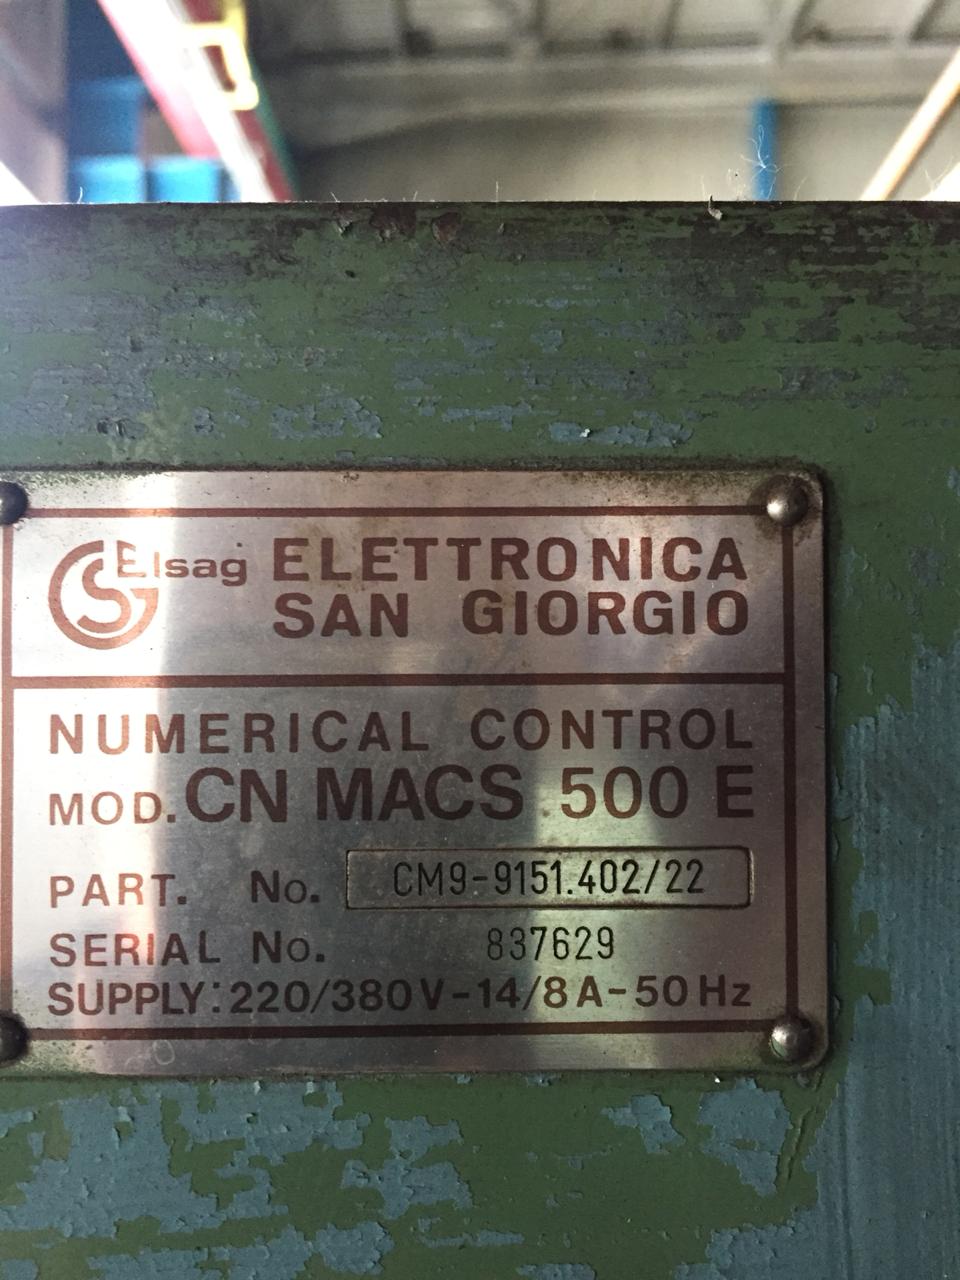 Elsag ELETTRONICA
SAN GIORGIO
NUMERICAL CONTROL
MOD. CN MACS 500 E
PART. No. CM9-9151.402/22
SERIAL No. 837629
SUPPLY: 220/380V-14/8A-50Hz